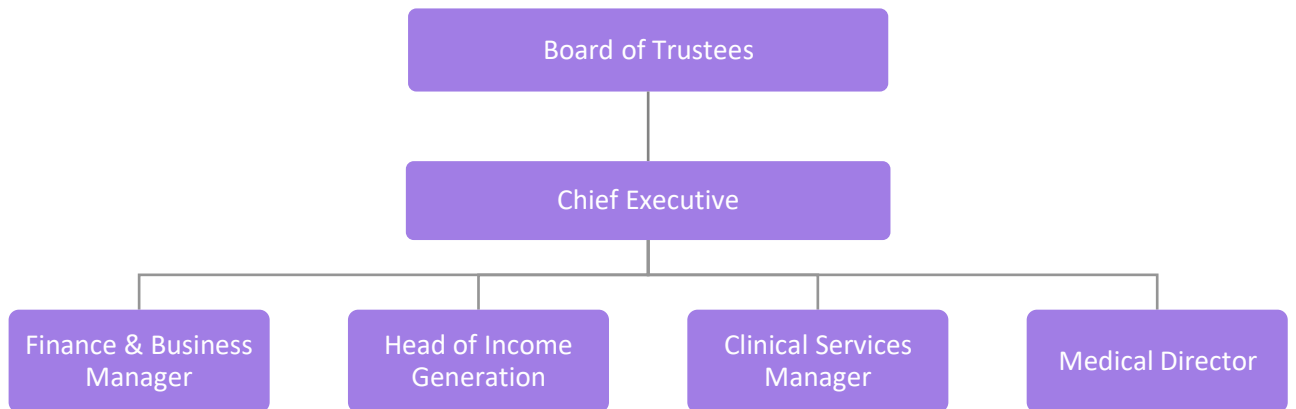 Board of Trustees
Chief Executive
Finance & Business
Manager
Head of Income
Generation
Clinical Services
Manager
Medical Director